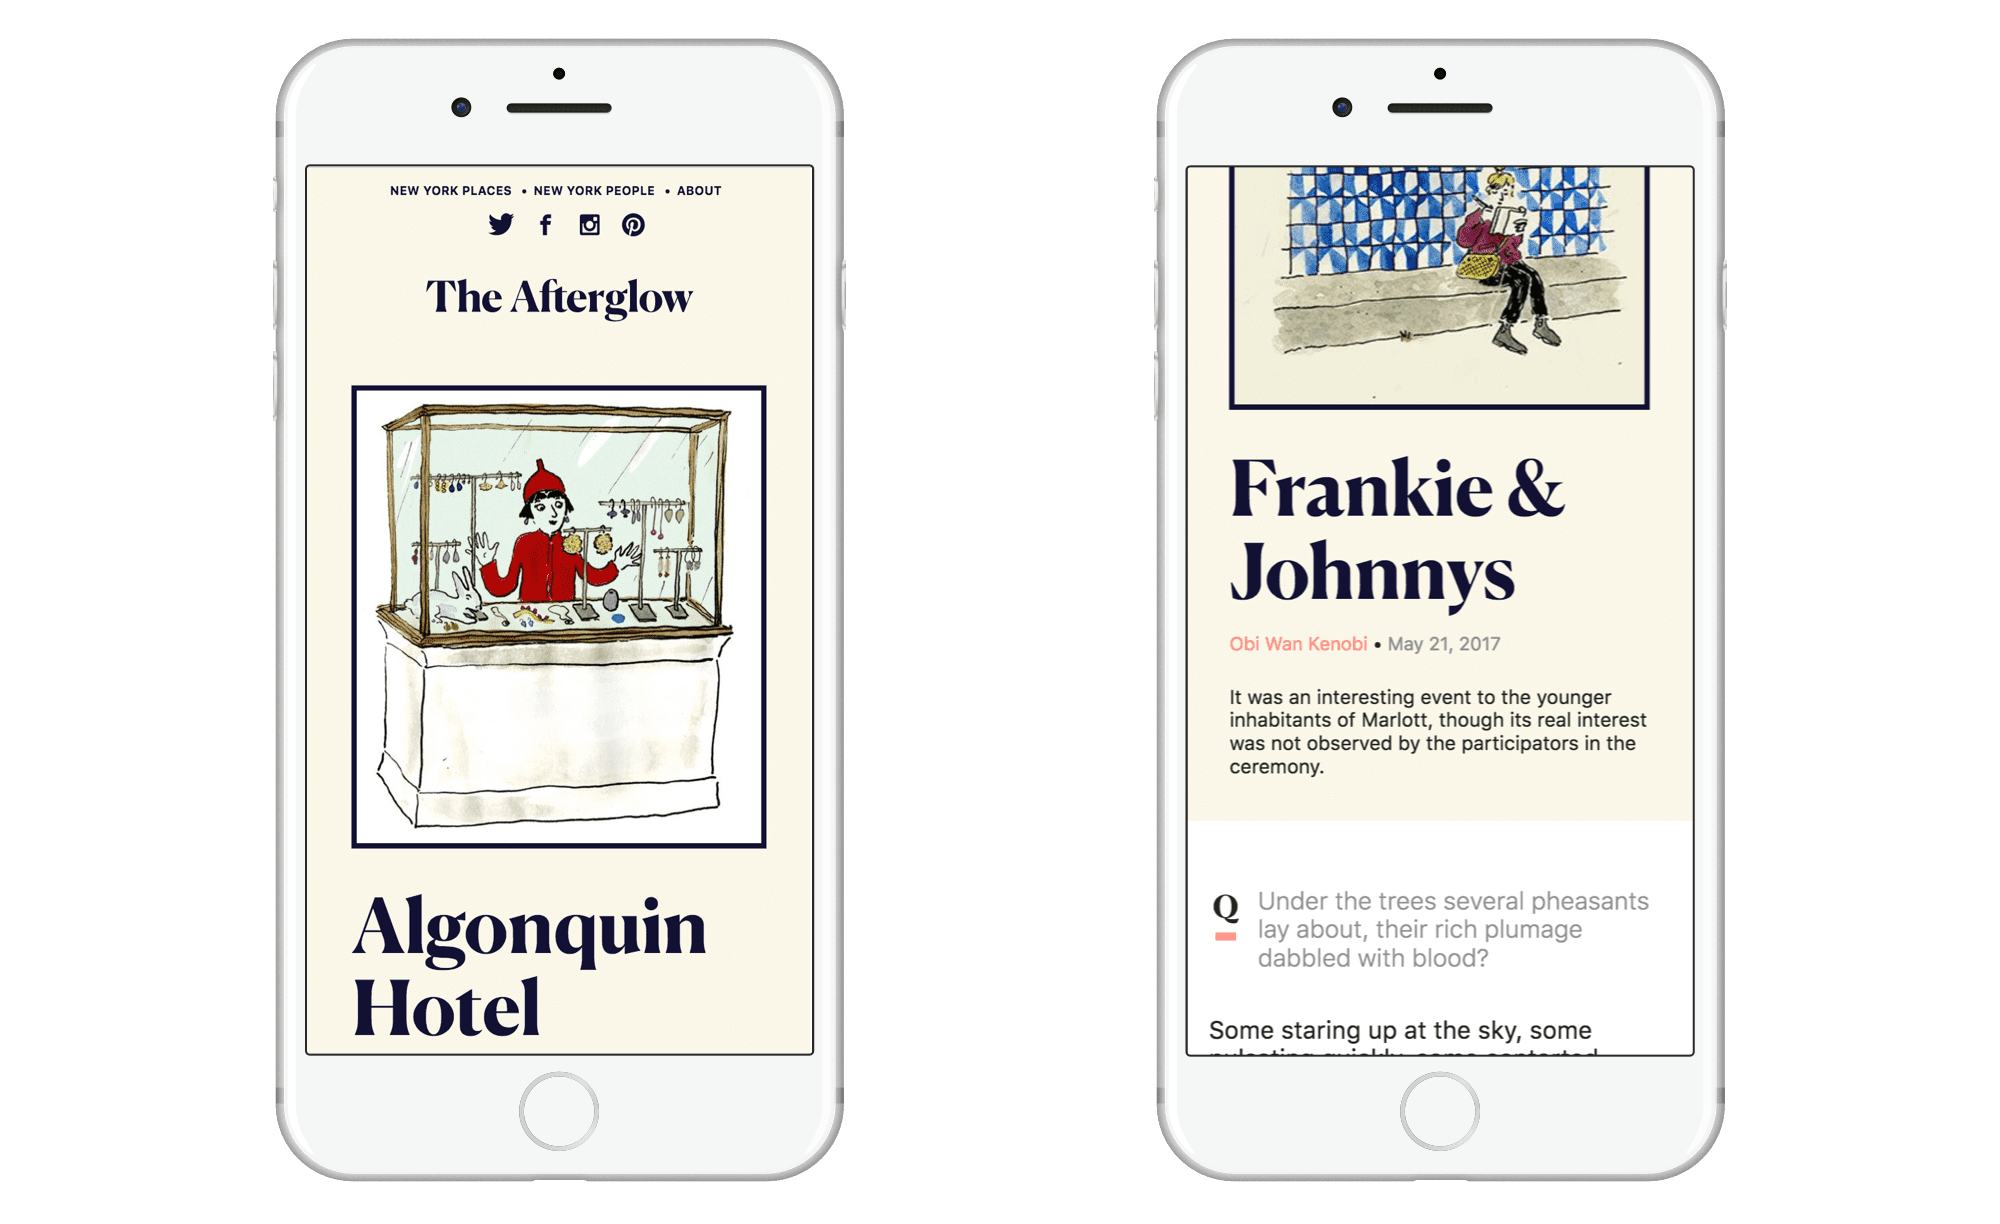 NEW YORK PLACES • NEW YORK PEOPLE • ABOUT
The Afterglow
Algonquin
Hotel
Frankie &
Johnnys
Obi Wan Kenobi • May 21, 2017
It was an interesting event to the younger
inhabitants of Marlott, though its real interest
was not observed by the participators in the
ceremony.
Q
Under the trees several pheasants
lay about, their rich plumage
dabbled with blood?
Some staring up at the sky, some